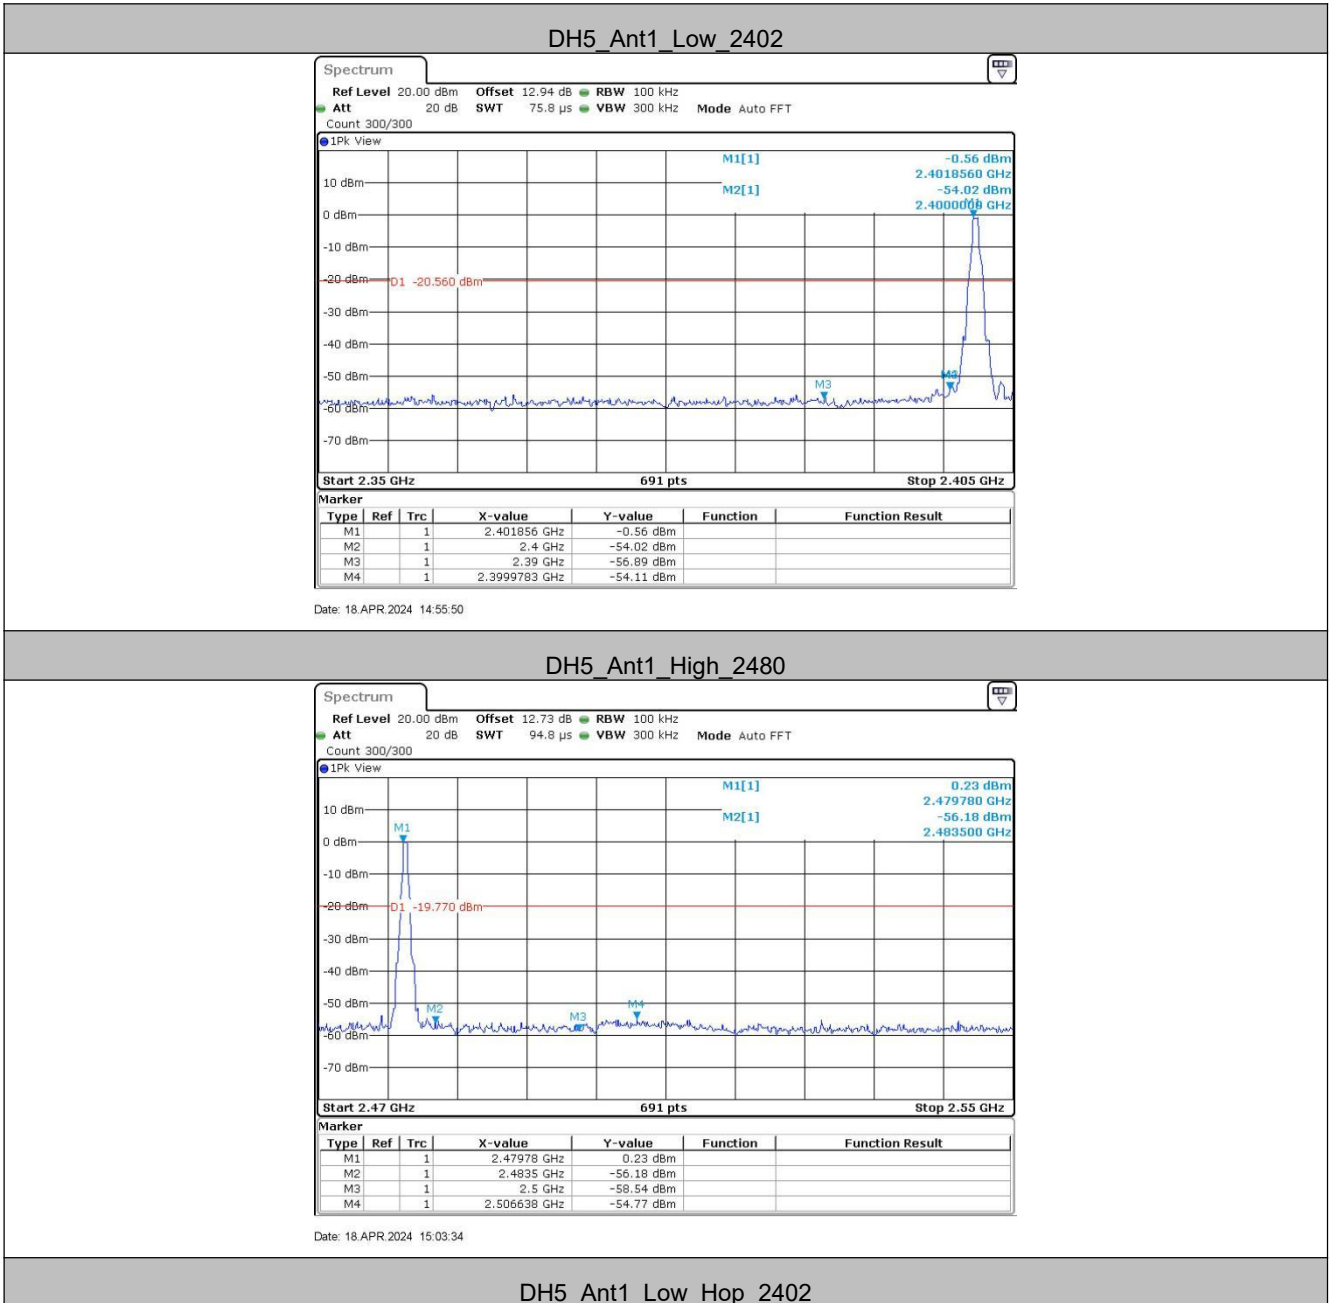 DH5_Ant1_Low_2402
Spectrum
Ref Level 20.00 dBm Offset 12.94 dB RBW 100 kHz
Att 20 dB SWT 75.8 µs VBW 300 kHz Mode Auto FFT
Count 300/300
1Pk View
M1[1] -0.56 dBm
2.4018560 GHz
10 dBm
M2[1] -54.02 dBm
2.4000000 GHz
M1
0 dBm
-10 dBm
-20 dBm
D1 -20.560 dBm
-30 dBm
-40 dBm
-50 dBm
M3
-60 dBm
-70 dBm
Start 2.35 GHz 691 pts Stop 2.405 GHz
Marker
Type Ref Trc X-value Y-value Function Function Result
M1 1 2.401856 GHz -0.56 dBm
M2 1 2.4 GHz -54.02 dBm
M3 1 2.39 GHz -56.89 dBm
M4 1 2.3999783 GHz -54.11 dBm
Date: 18.APR.2024 14:55:50
DH5_Ant1_High_2480
Spectrum
Ref Level 20.00 dBm Offset 12.73 dB RBW 100 kHz
Att 20 dB SWT 94.8 µs VBW 300 kHz Mode Auto FFT
Count 300/300
1Pk View
M1[1] 0.23 dBm
2.479780 GHz
10 dBm
M2[1] -56.18 dBm
M1
2.483500 GHz
0 dBm
-10 dBm
-20 dBm
D1 -19.770 dBm
-30 dBm
-40 dBm
-50 dBm
M2
M3
M4
-60 dBm
-70 dBm
Start 2.47 GHz 691 pts Stop 2.55 GHz
Marker
Type Ref Trc X-value Y-value Function Function Result
M1 1 2.47978 GHz 0.23 dBm
M2 1 2.4835 GHz -56.18 dBm
M3 1 2.5 GHz -58.54 dBm
M4 1 2.506638 GHz -54.77 dBm
Date: 18.APR.2024 15:03:34
DH5_Ant1_Low_Hop_2402